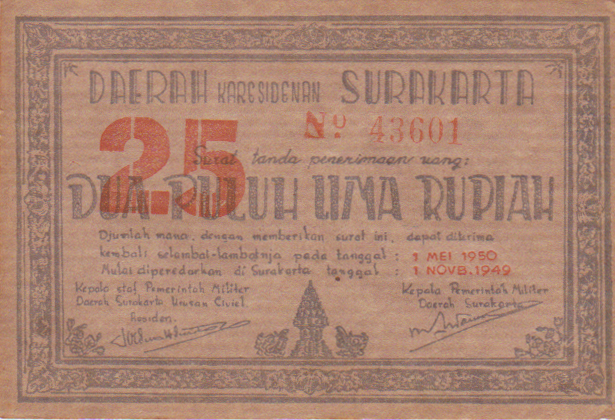 DAERAH KARESIDENAN SURAKARTA
25
Nº 43601
Surat tanda penerimaan uang:
DUA PULUH LIMA RUPIAH
Djumlah mana, dengan memberikan surat ini, dapat diterima
kembali selambat-lambatnja pada tanggal : 1 MEI 1950
Mulai diperedarkan di Surakarta tanggal : 1 NOVB. 1949
Kepala staf Pemerintah Militer
Daerah Surakarta Urusan Civiel.
Residen.
Kepala Pemerintah Militer
Daerah Surakarta